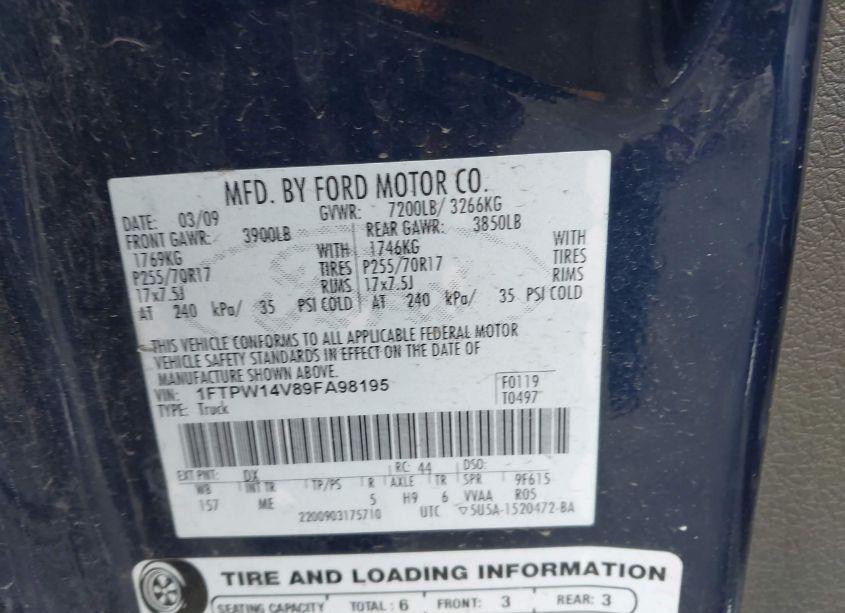 MFD. BY FORD MOTOR CO.
DATE: 03/09 GVWR: 7200LB/ 3266KG
FRONT GAWR: 3900LB REAR GAWR: 3850LB
1769KG WITH 1746KG WITH
P255/70R17 TIRES P255/70R17 TIRES
17x7.5J RIMS 17x7.5J RIMS
AT 240 kPa/ 35 PSI COLD AT 240 kPa/ 35 PSI COLD
THIS VEHICLE CONFORMS TO ALL APPLICABLE FEDERAL MOTOR
VEHICLE SAFETY STANDARDS IN EFFECT ON THE DATE OF
MANUFACTURE SHOWN ABOVE.
VIN: 1FTPW14V89FA98195 F0119
TYPE: Truck T0497
EXT PNT: DX RC: 44 DSO:
WB INT TR TP/PS R AXLE TR SPR 9F615
157 ME 5 H9 6 VVAA R05
2200903175710 UTC ▽5U5A-1520472-BA
TIRE AND LOADING INFORMATION
SEATING CAPACITY TOTAL: 6 FRONT: 3 REAR: 3